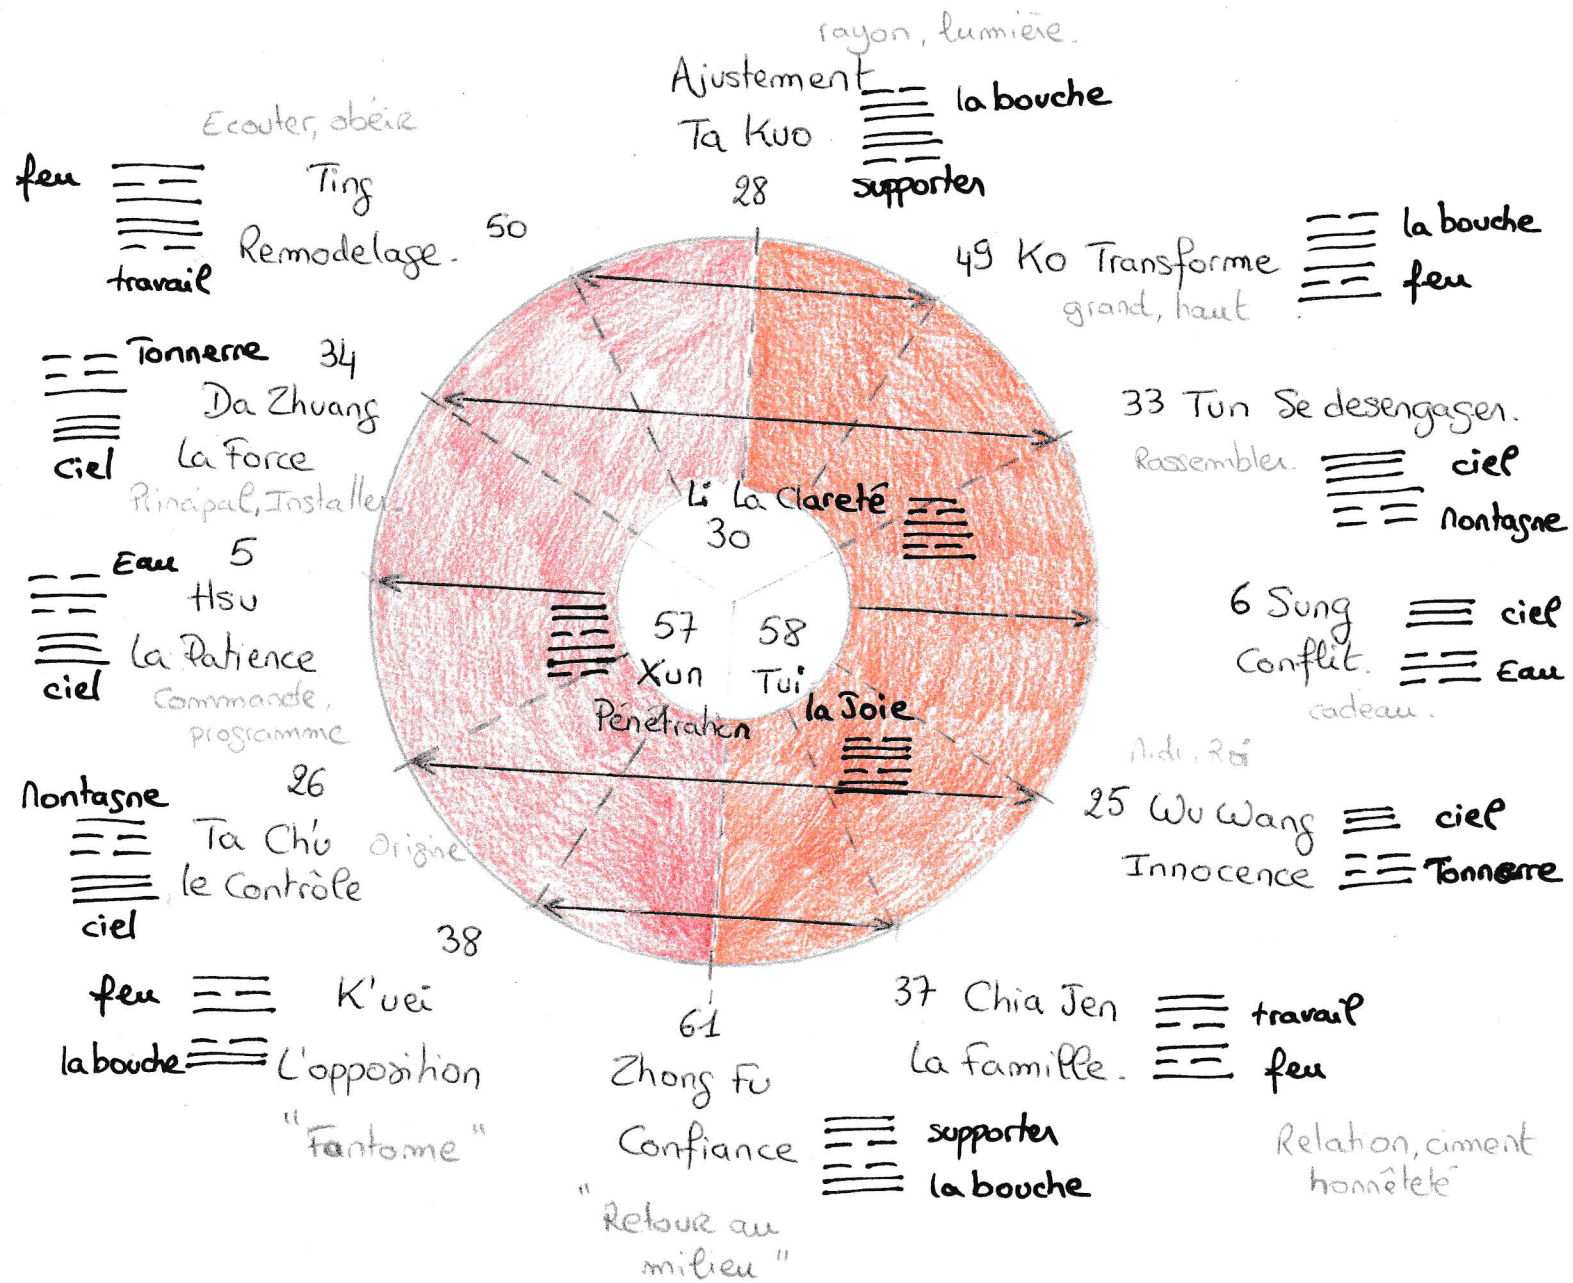 rayon, lumière.
Ajustement
Ta Kuo
28
la bouche
supporter
Ecouter, obéir
feu
Ting
Remodelage.
50
travail
49 Ko Transforme
grand, haut
la bouche
feu
Tonnerre
34
Da Zhuang
La Force
ciel
Principal, Installer.
33 Tun Se desengager.
Rassembler.
ciel
Montagne
Li La Clareté
30
Eau
5
Hsu
La Patience
ciel
Commande,
programme
57
Xun
Pénétration
58
Tui
la Joie
6 Sung
Conflit.
ciel
Eau
cadeau.
Montagne
26
Ta Ch'u
le Contrôle
Origine
ciel
25 Wu Wang
Innocence
ciel
Tonnerre
38
feu
K'uei
la bouche
L'opposition
"Fantome"
61
Zhong Fu
Confiance
supporter
la bouche
"Retour au
milieu"
37 Chia Jen
La famille.
travail
feu
Relation, ciment
honnêteté